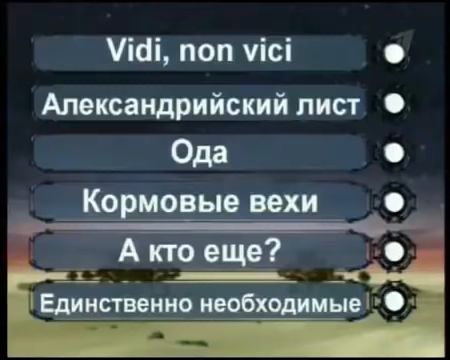 Vidi, non vici
Александрийский лист
Ода
Кормовые вехи
А кто еще?
Единственно необходимые